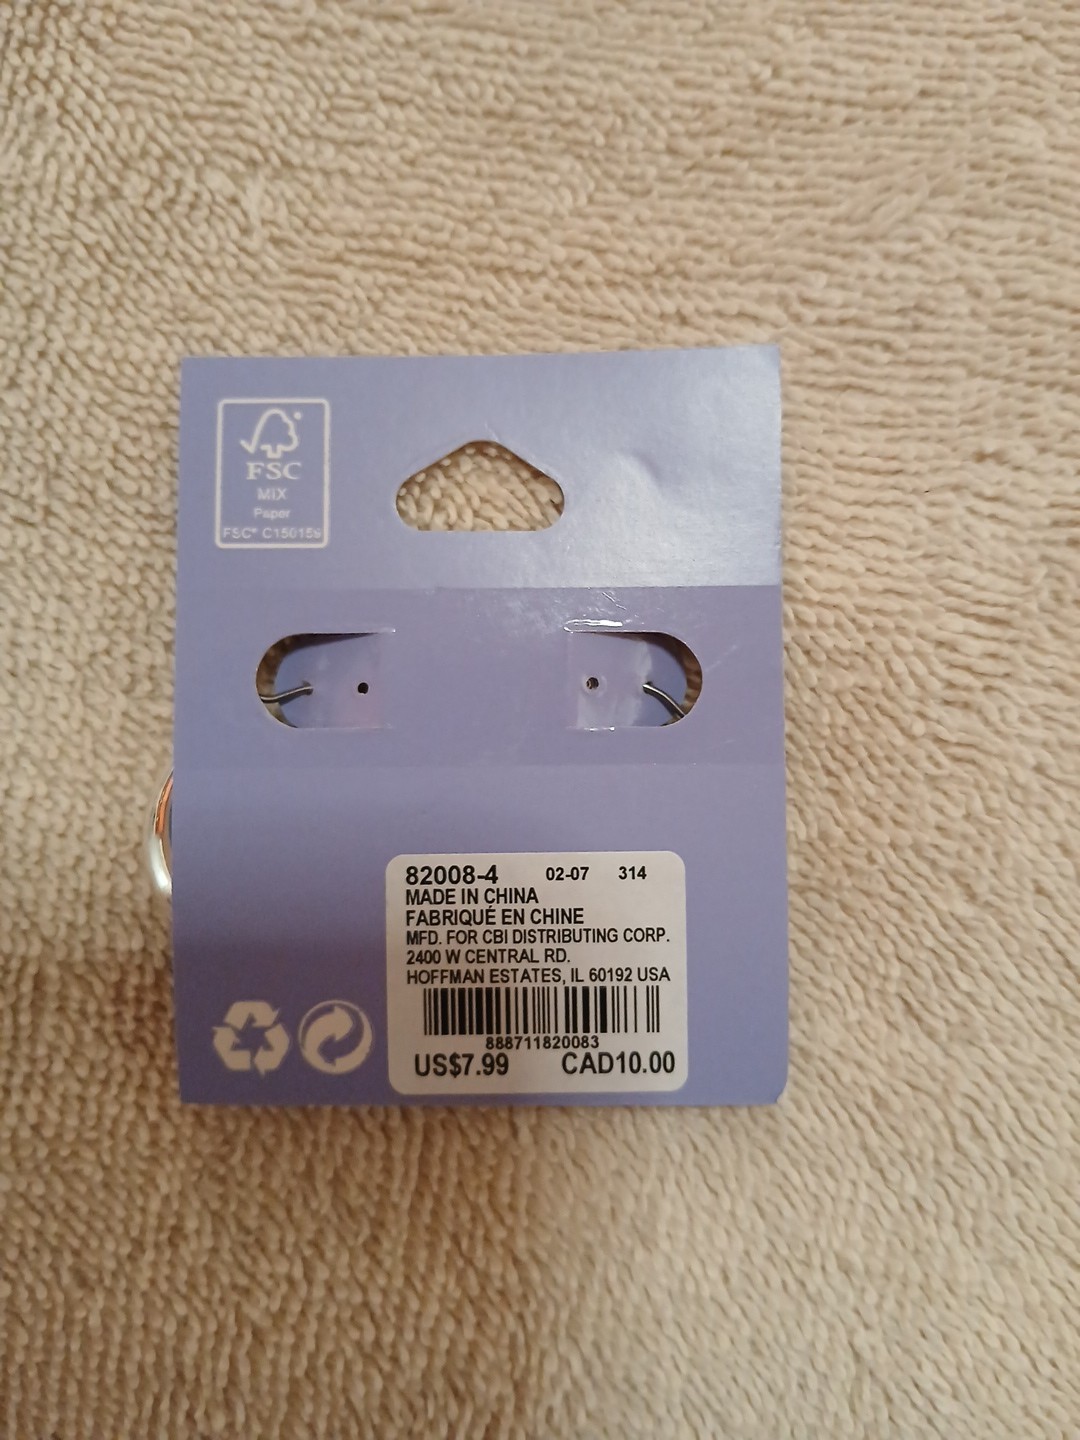 FSC
MIX
Paper
FSC® C150159
82008-4 02-07 314
MADE IN CHINA
FABRIQUÉ EN CHINE
MFD. FOR CBI DISTRIBUTING CORP.
2400 W CENTRAL RD.
HOFFMAN ESTATES, IL 60192 USA
888711820083
US$7.99 CAD10.00